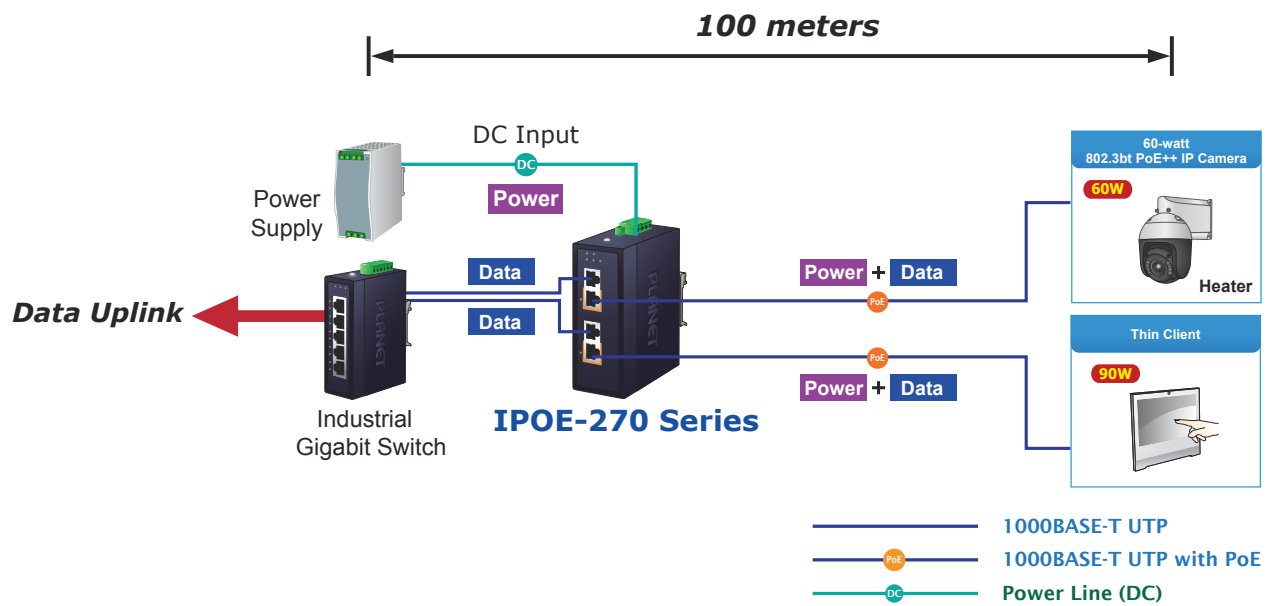 100 meters
DC Input
DC
Power
Power
Supply
PLANET
Data
Data
Data Uplink
PLANET
Industrial
Gigabit Switch
IPOE-270 Series
Power + Data
PoE
PoE
Power + Data
60-watt
802.3bt PoE++ IP Camera
60W
Heater
Thin Client
90W
1000BASE-T UTP
PoE
1000BASE-T UTP with PoE
DC
Power Line (DC)